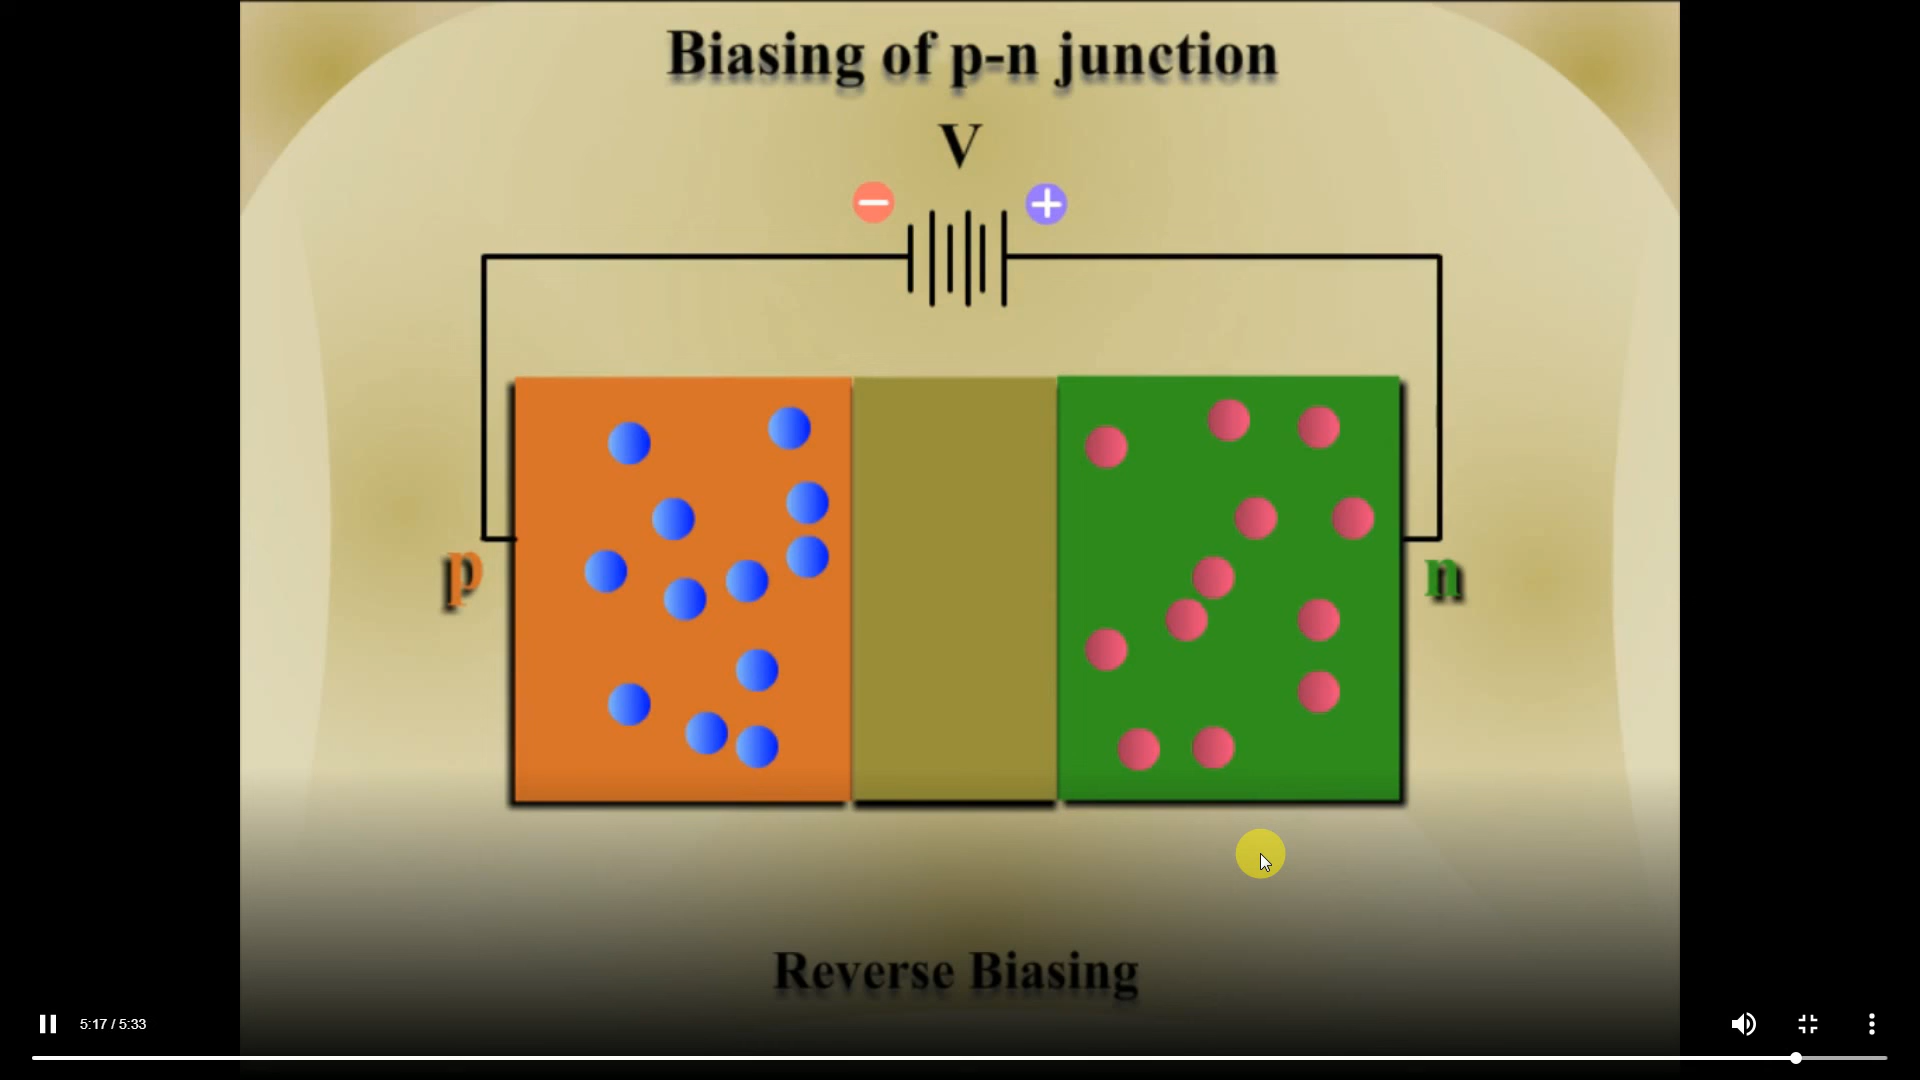 Biasing of p-n junction
V
− +
p n
Reverse Biasing
5:17 / 5:33